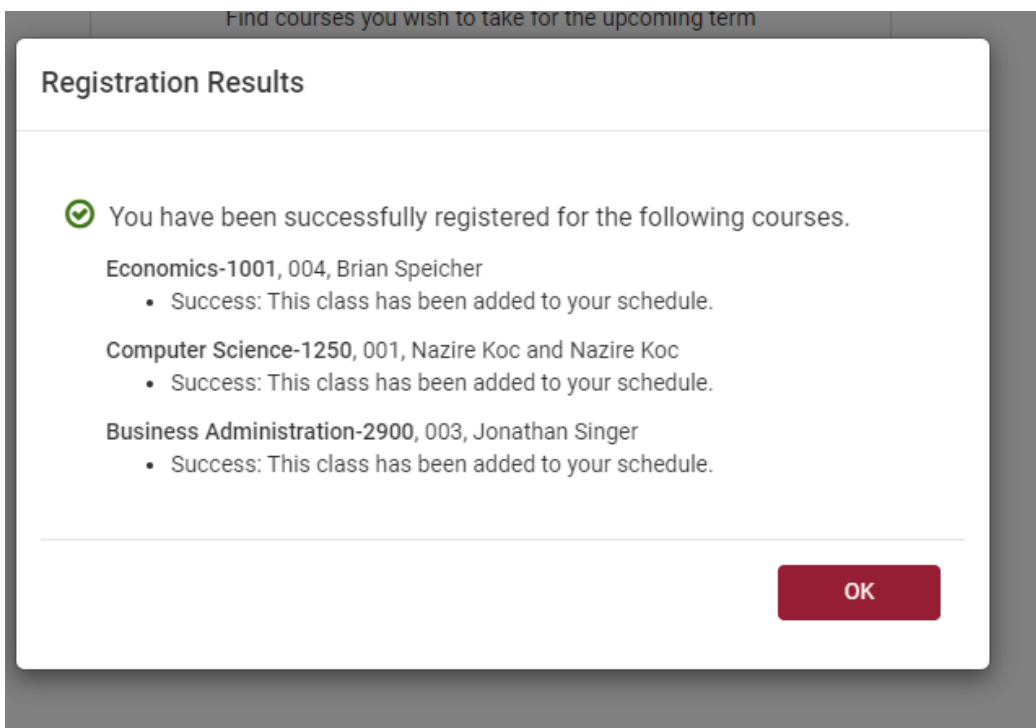 Find courses you wish to take for the upcoming term
Registration Results
You have been successfully registered for the following courses.
Economics-1001, 004, Brian Speicher
• Success: This class has been added to your schedule.
Computer Science-1250, 001, Nazire Koc and Nazire Koc
• Success: This class has been added to your schedule.
Business Administration-2900, 003, Jonathan Singer
• Success: This class has been added to your schedule.
OK